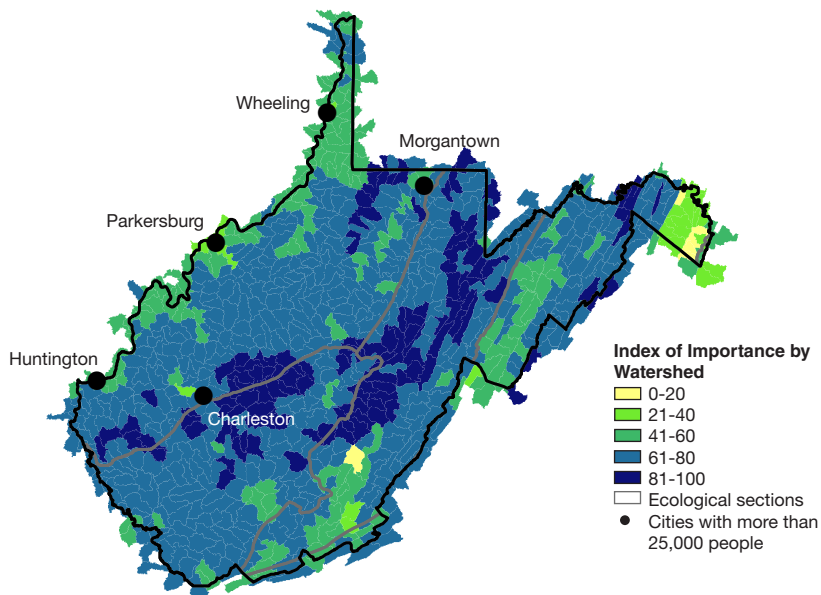 Wheeling
Morgantown
Parkersburg
Huntington
Charleston
Index of Importance by
Watershed
0-20
21-40
41-60
61-80
81-100
Ecological sections
Cities with more than
25,000 people